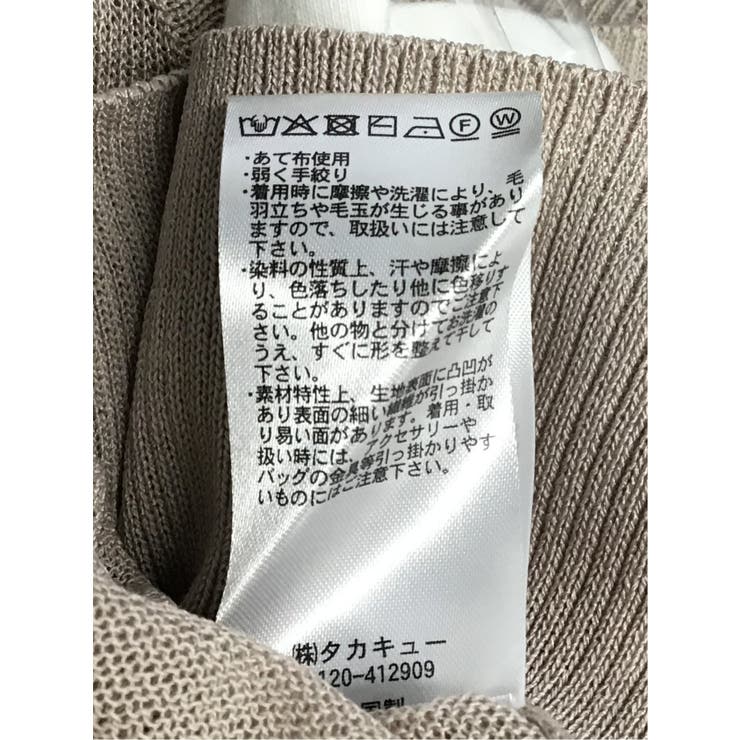 F W
・あて布使用
・弱く手絞り
・着用時に摩擦や洗濯により、毛
羽立ちや毛玉が生じる事があり
ますので、取扱いには注意して
下さい。
・染料の性質上、汗や摩擦によ
り、色落ちしたり他に色移りす
ることがありますのでご注意下
さい。他の物と分けてお洗濯の
うえ、すぐに形を整えて干して
・素材特性上、生地表面に凸凹が
あり表面の細い繊維が引っ掛か
り易い面があります。着用・取
扱い時には、アクセサリーや
バッグの金具等引っ掛かりやす
いものにはご注意下さい。
(株)タカキュー
120-412909
国製